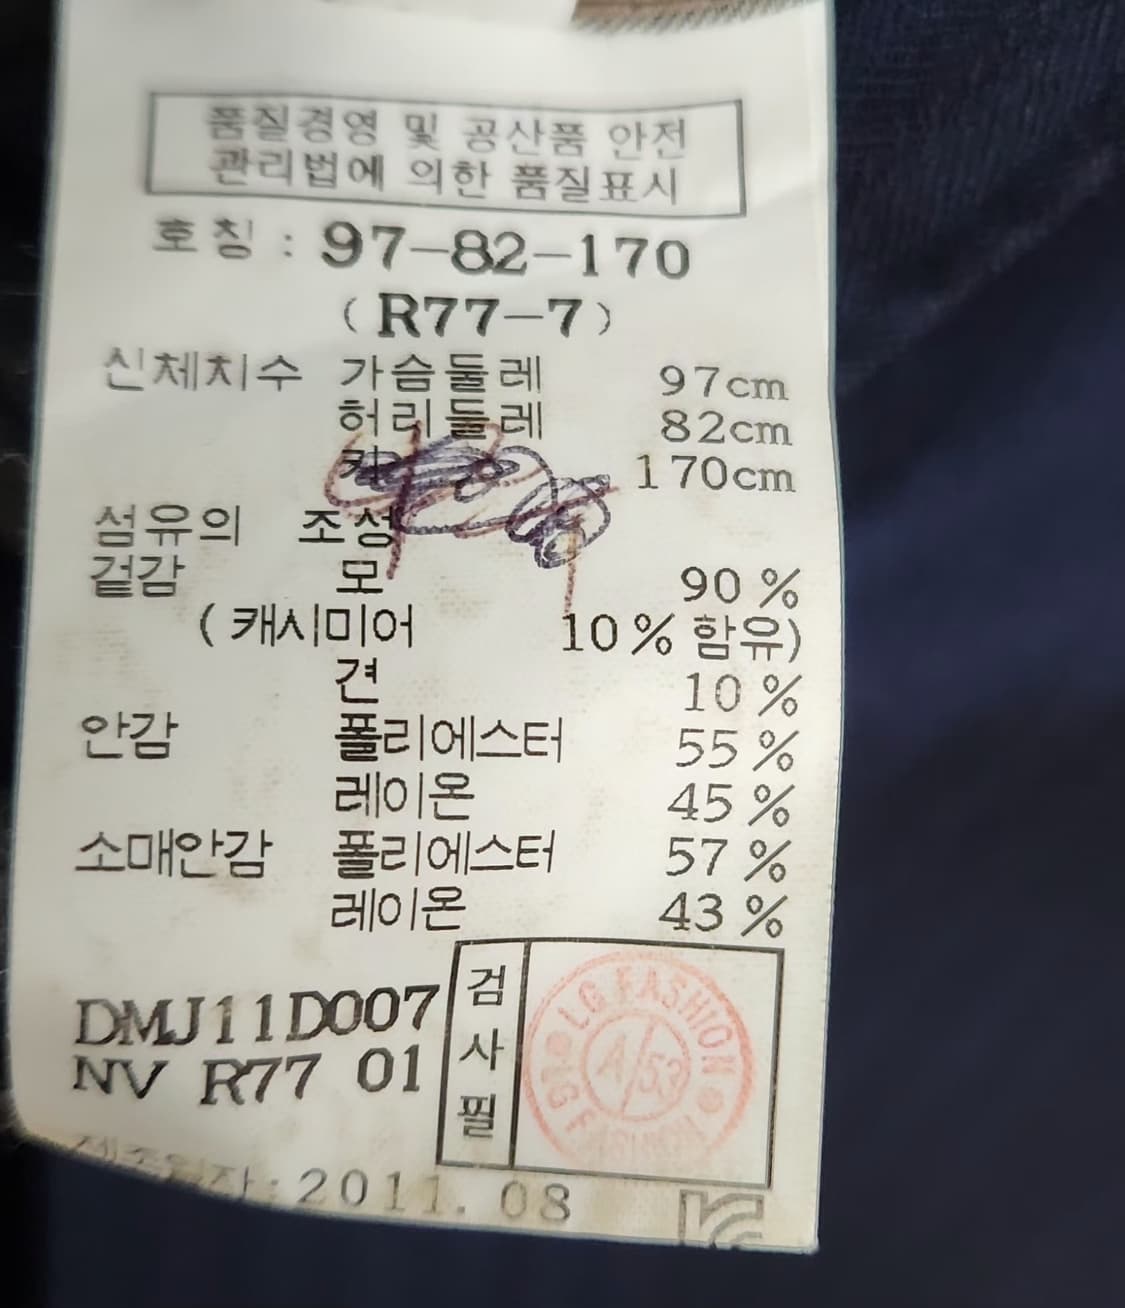 품질경영 및 공산품 안전
관리법에 의한 품질표시
호칭 : 97-82-170
(R77-7)
신체치수 가슴둘레 97cm
허리둘레 82cm
키 170cm
섬유의 조성
겉감 모 90 %
(캐시미어 10 % 함유)
견 10 %
안감 폴리에스터 55 %
레이온 45 %
소매안감 폴리에스터 57 %
레이온 43 %
DMJ11D007
NV R77 01
검사필
LG FASHION
A/53
LG FASHION
제조일자:2011.08